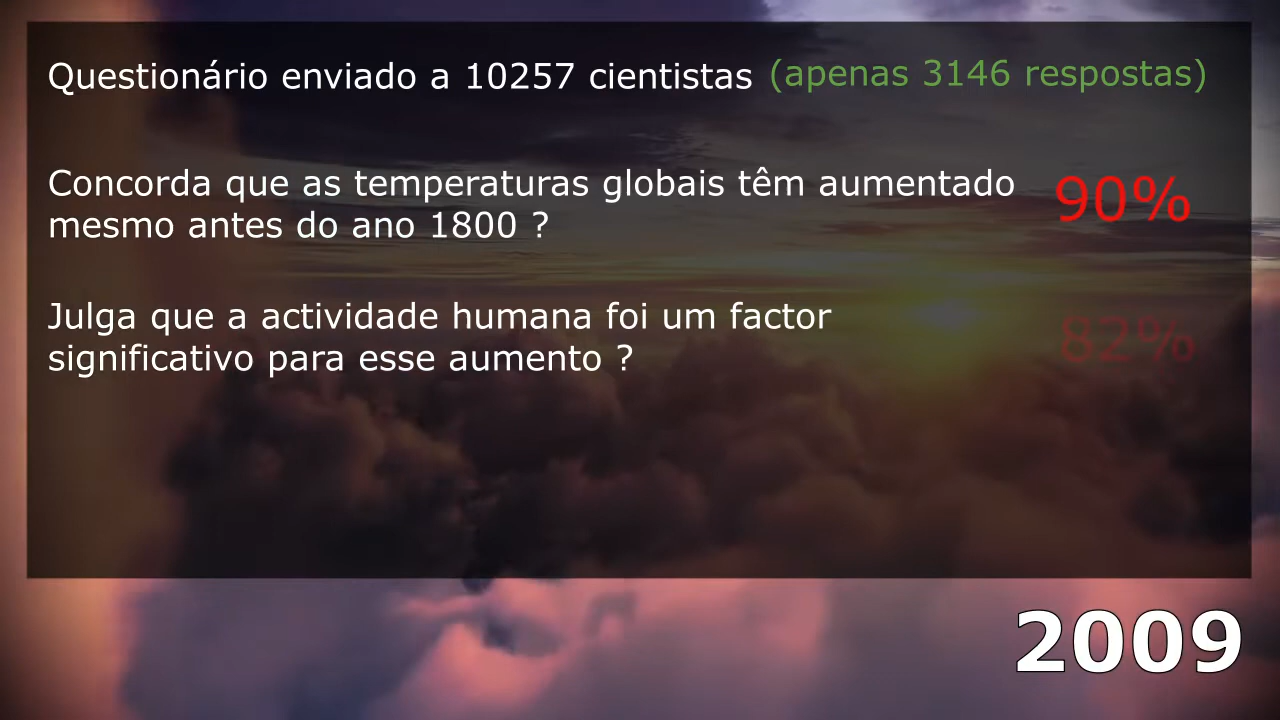 Questionário enviado a 10257 cientistas (apenas 3146 respostas)
Concorda que as temperaturas globais têm aumentado
mesmo antes do ano 1800 ? 90%
Julga que a actividade humana foi um factor
significativo para esse aumento ? 82%
2009